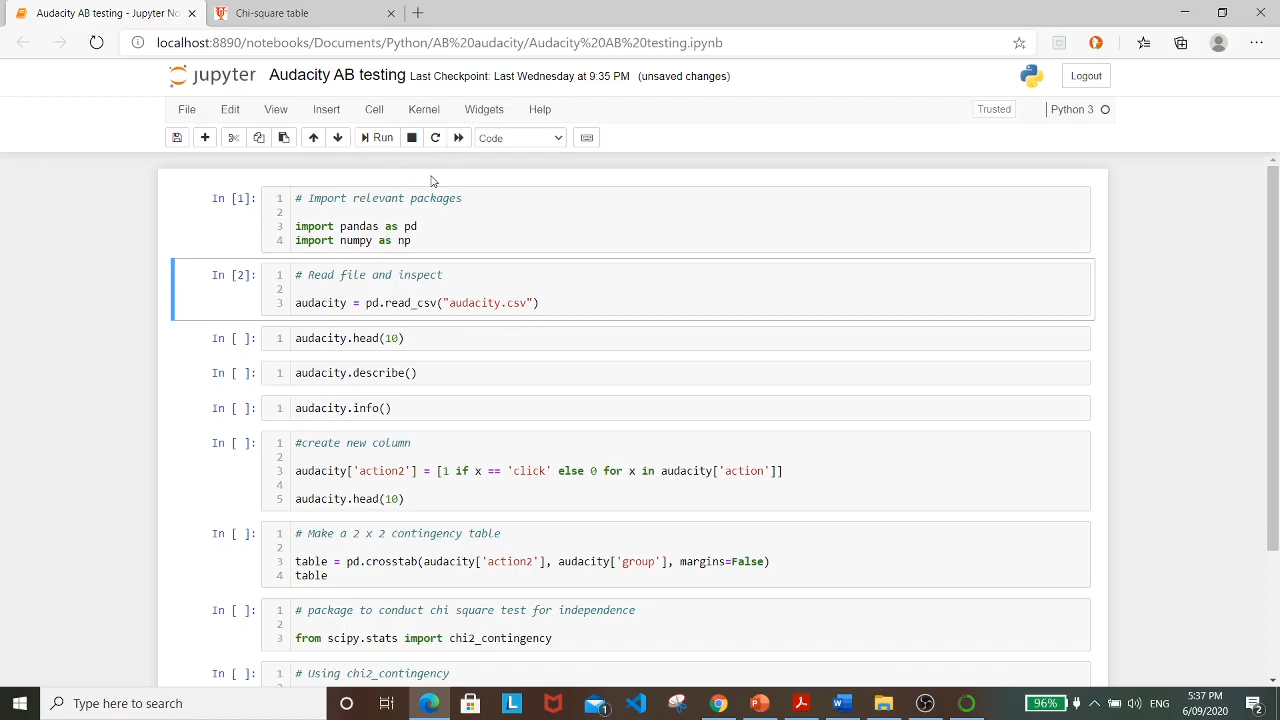 Audacity AB testing - Jupyter No
Chi-square table
localhost:8890/notebooks/Documents/Python/AB%20audacity/Audacity%20AB%20testing.ipynb
jupyter Audacity AB testing Last Checkpoint: Last Wednesday at 9:35 PM (unsaved changes)
Logout
File Edit View Insert Cell Kernel Widgets Help
Trusted
Python 3
Run
Code
In [1]:
1 # Import relevant packages
2
3 import pandas as pd
4 import numpy as np
In [2]:
1 # Read file and inspect
2
3 audacity = pd.read_csv("audacity.csv")
In [ ]:
1 audacity.head(10)
In [ ]:
1 audacity.describe()
In [ ]:
1 audacity.info()
In [ ]:
1 #create new column
2
3 audacity['action2'] = [1 if x == 'click' else 0 for x in audacity['action']]
4
5 audacity.head(10)
In [ ]:
1 # Make a 2 x 2 contingency table
2
3 table = pd.crosstab(audacity['action2'], audacity['group'], margins=False)
4 table
In [ ]:
1 # package to conduct chi square test for independence
2
3 from scipy.stats import chi2_contingency
In [ ]:
1 # Using chi2_contingency
2
Type here to search
96%
ENG
5:37 PM
6/09/2020